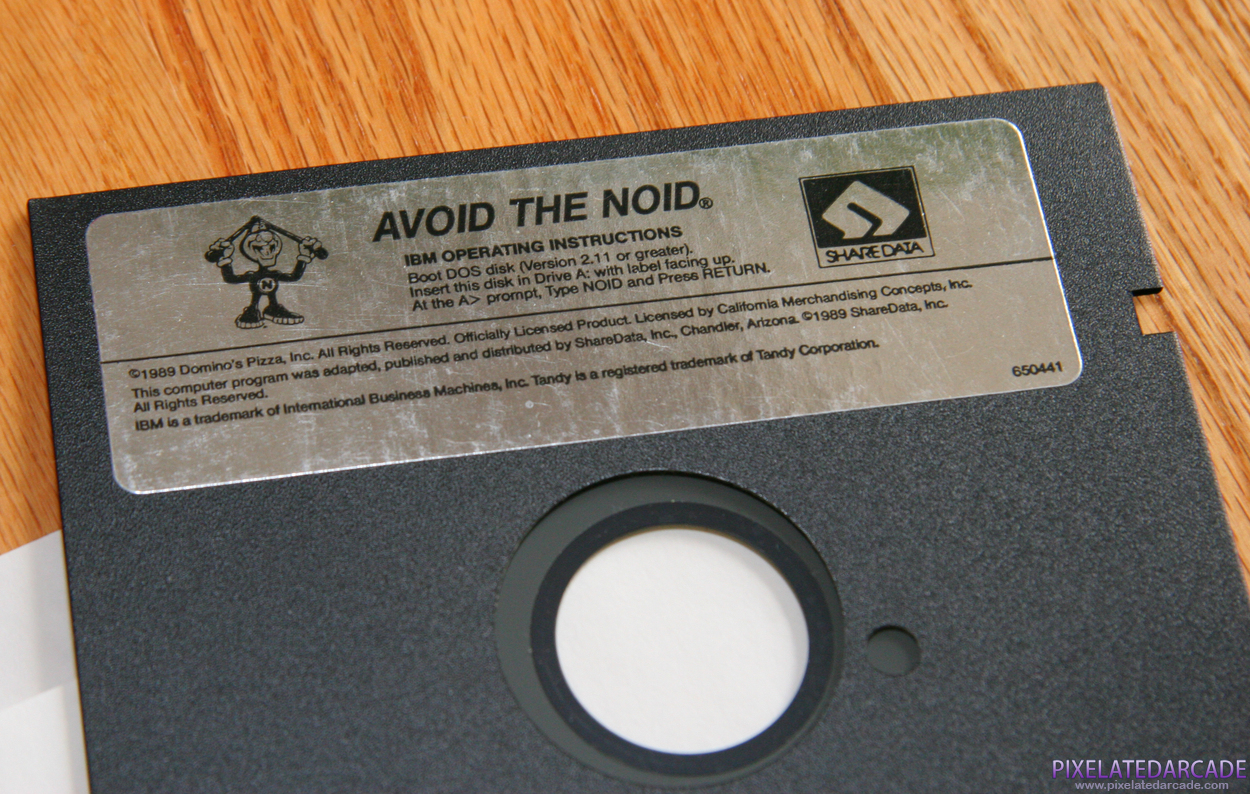 AVOID THE NOID®
IBM OPERATING INSTRUCTIONS
Boot DOS disk (Version 2.11 or greater).
Insert this disk in Drive A: with label facing up.
At the A> prompt, Type NOID and Press RETURN.
N
SHARE DATA
©1989 Domino's Pizza, Inc. All Rights Reserved. Officially Licensed Product. Licensed by California Merchandising Concepts, Inc.
This computer program was adapted, published and distributed by ShareData, Inc., Chandler, Arizona. ©1989 ShareData, Inc.
All Rights Reserved.
IBM is a trademark of International Business Machines, Inc. Tandy is a registered trademark of Tandy Corporation.
650441
PIXELATEDARCADE
www.pixelatedarcade.com